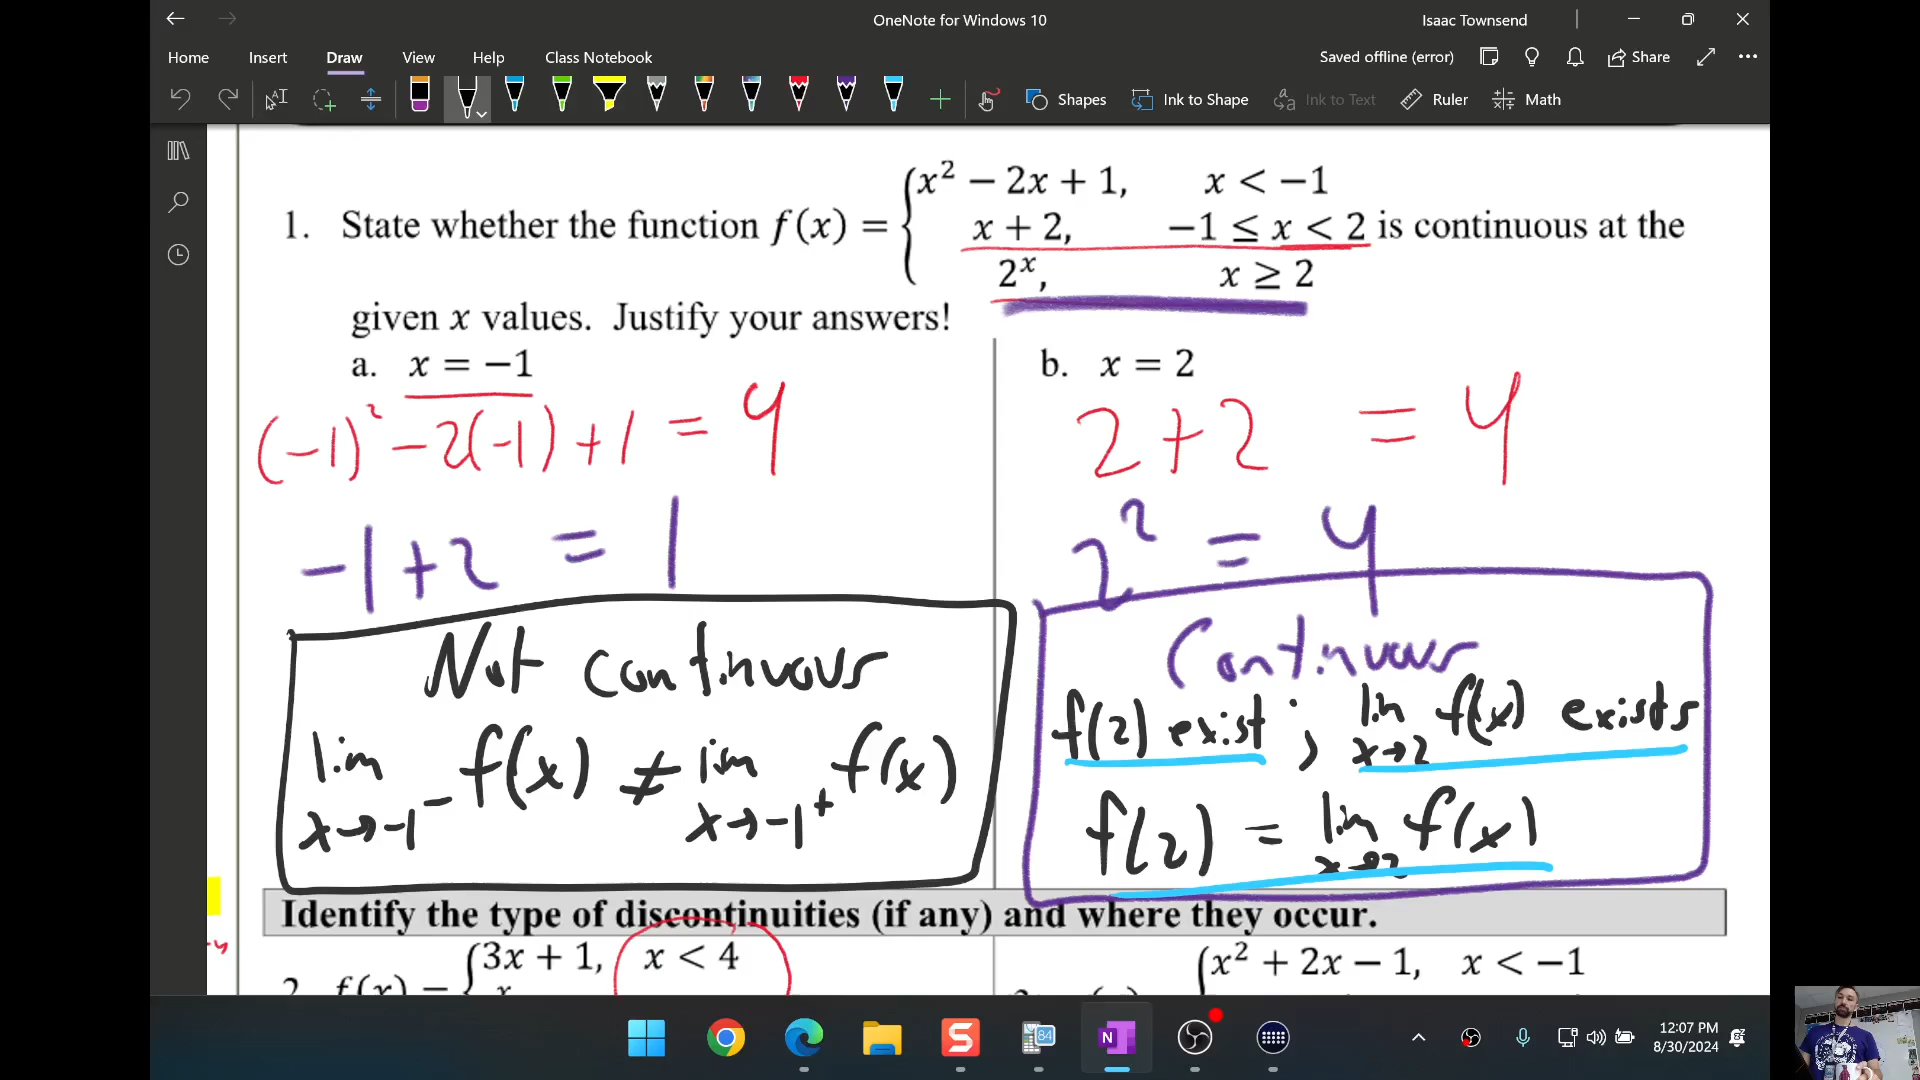 OneNote for Windows 10
Isaac Townsend
Home Insert Draw View Help Class Notebook
Saved offline (error) Share
Shapes Ink to Shape Ink to Text Ruler Math
1. State whether the function f(x) = { x² − 2x + 1, x < −1
x + 2, −1 ≤ x < 2 is continuous at the
2ˣ, x ≥ 2
given x values. Justify your answers!
a. x = −1
(-1)² - 2(-1) + 1 = 4
-1 + 2 = 1
Not continuous
lim f(x) ≠ lim f(x)
x→-1⁻ x→-1⁺
b. x = 2
2 + 2 = 4
2² = 4
Continuous
f(2) exist ; lim f(x) exists
x→2
f(2) = lim f(x)
x→2
Identify the type of discontinuities (if any) and where they occur.
2. f(x) = { 3x + 1, x < 4
x² + 2x − 1, x < −1
84
12:07 PM
8/30/2024